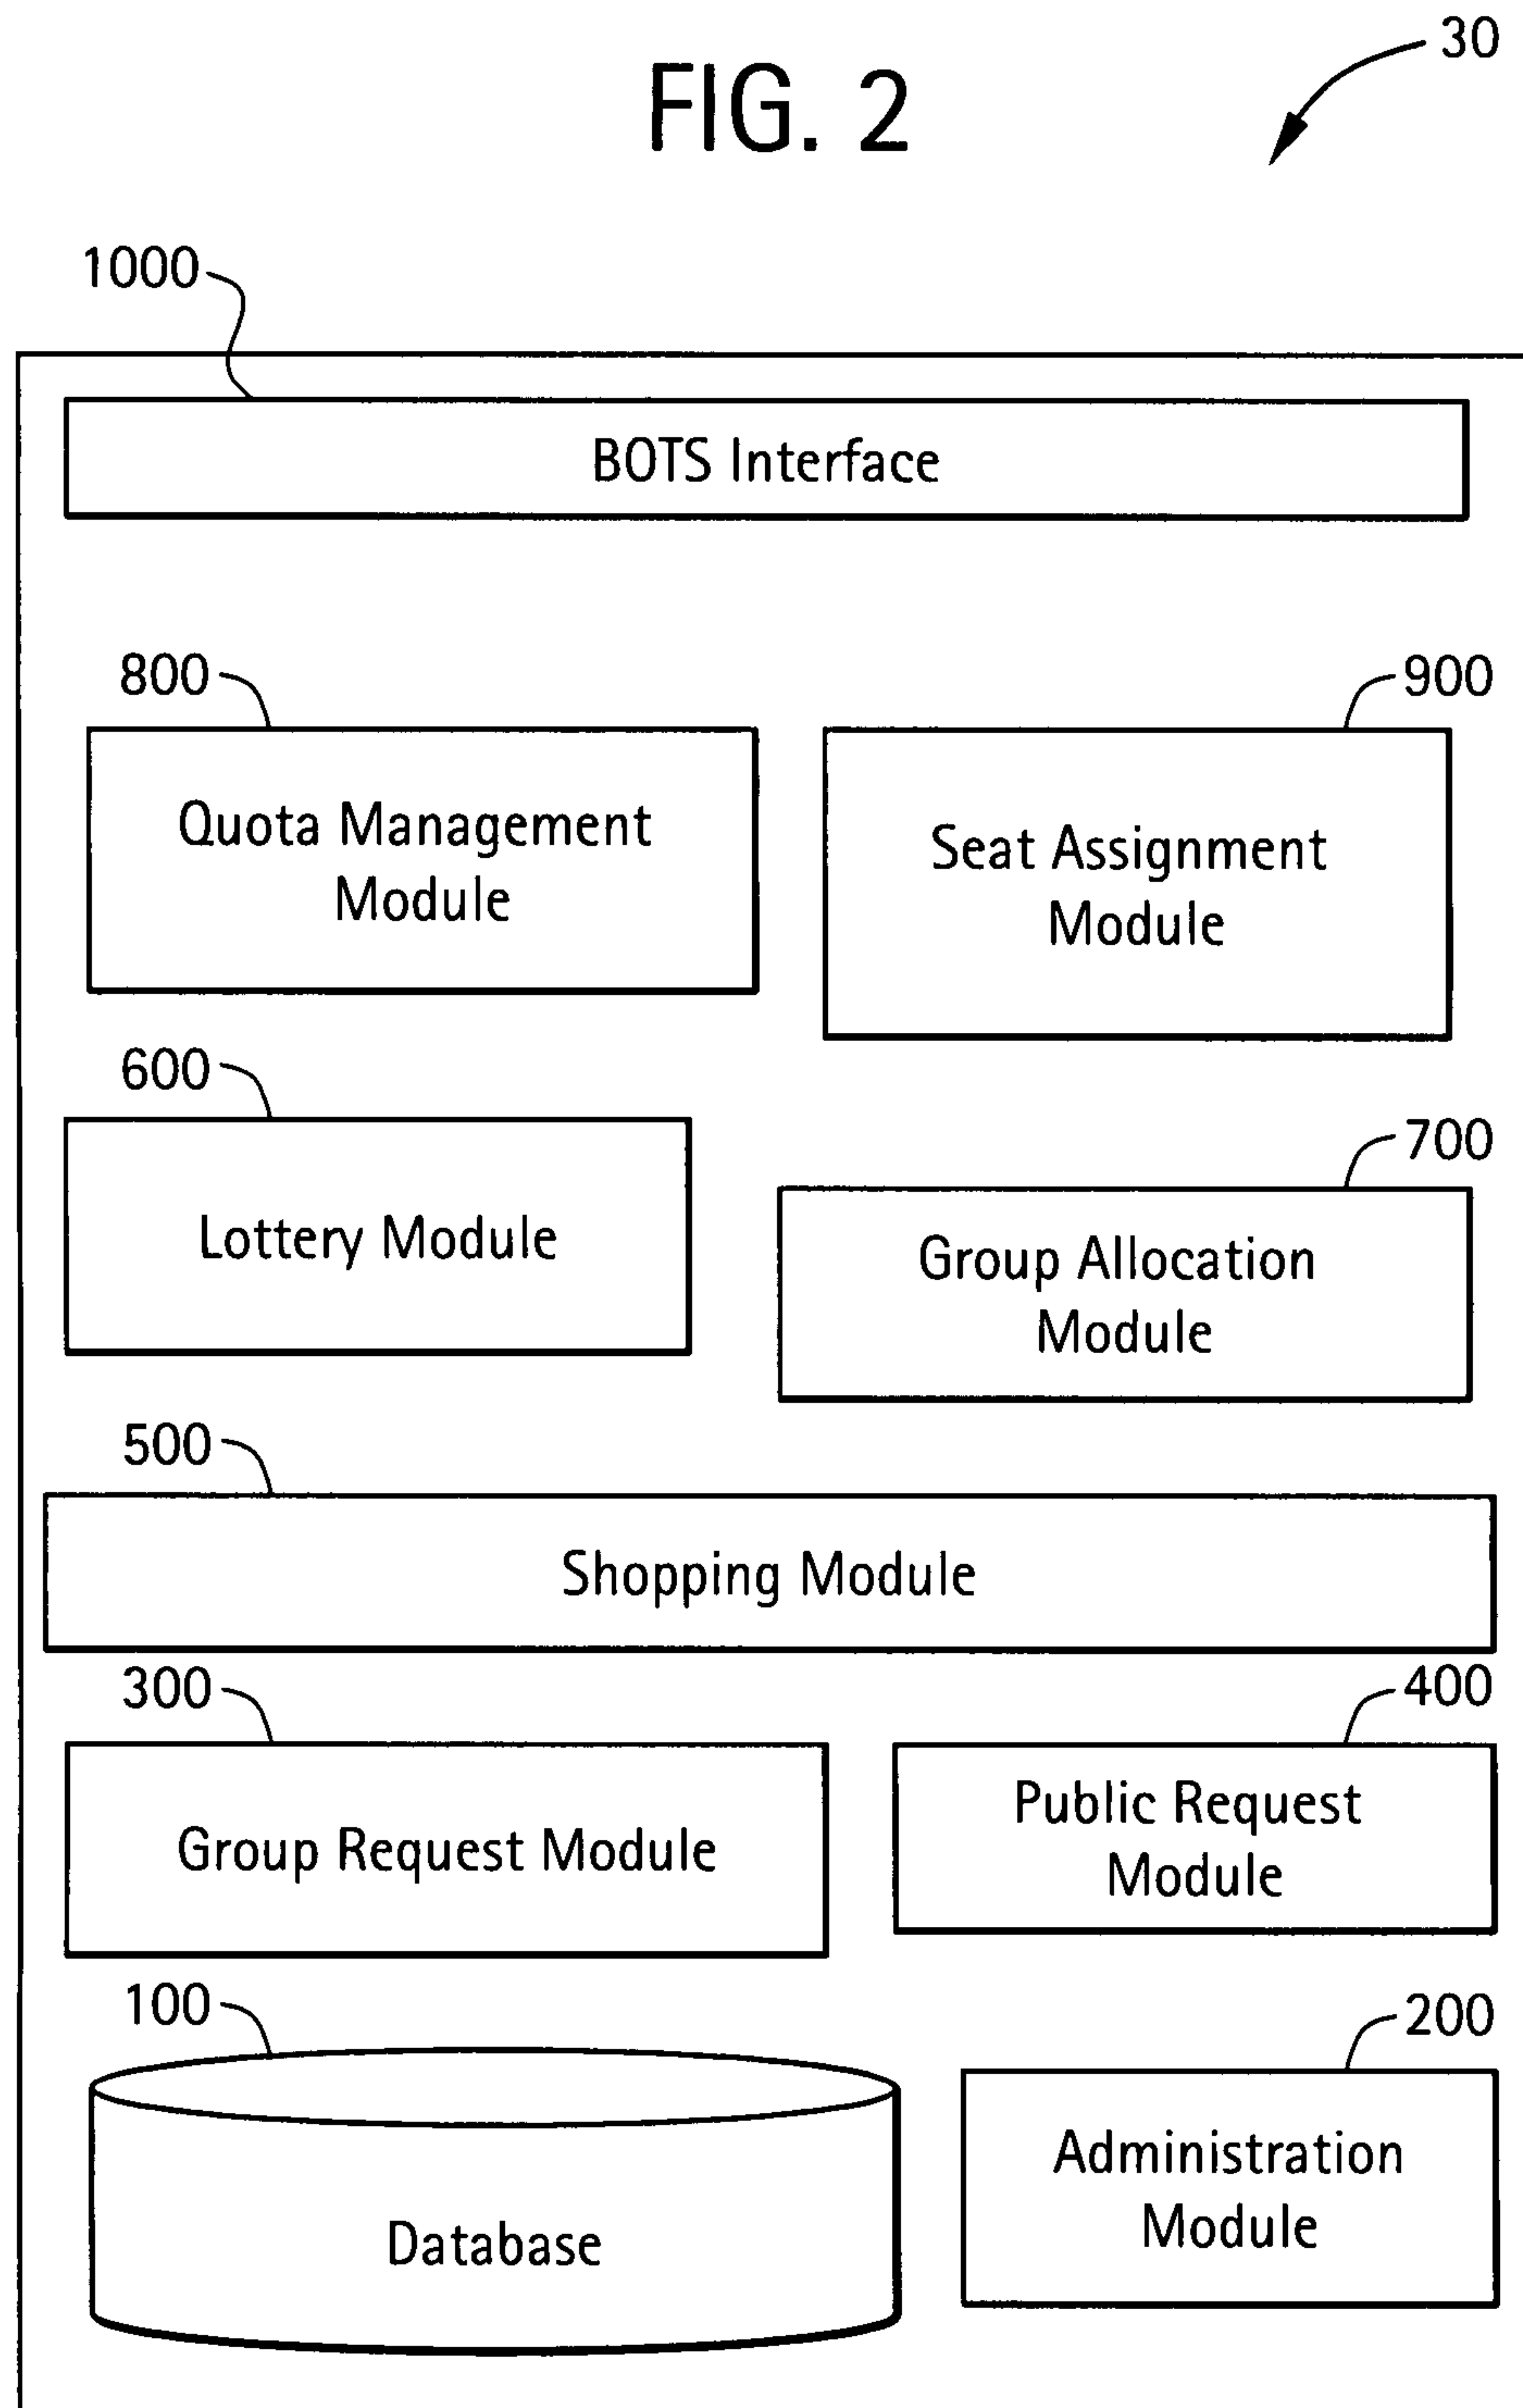 30
FIG. 2
1000
BOTS Interface
800
Quota Management
Module
900
Seat Assignment
Module
600
Lottery Module
700
Group Allocation
Module
500
Shopping Module
300
Group Request Module
400
Public Request
Module
100
Database
200
Administration
Module